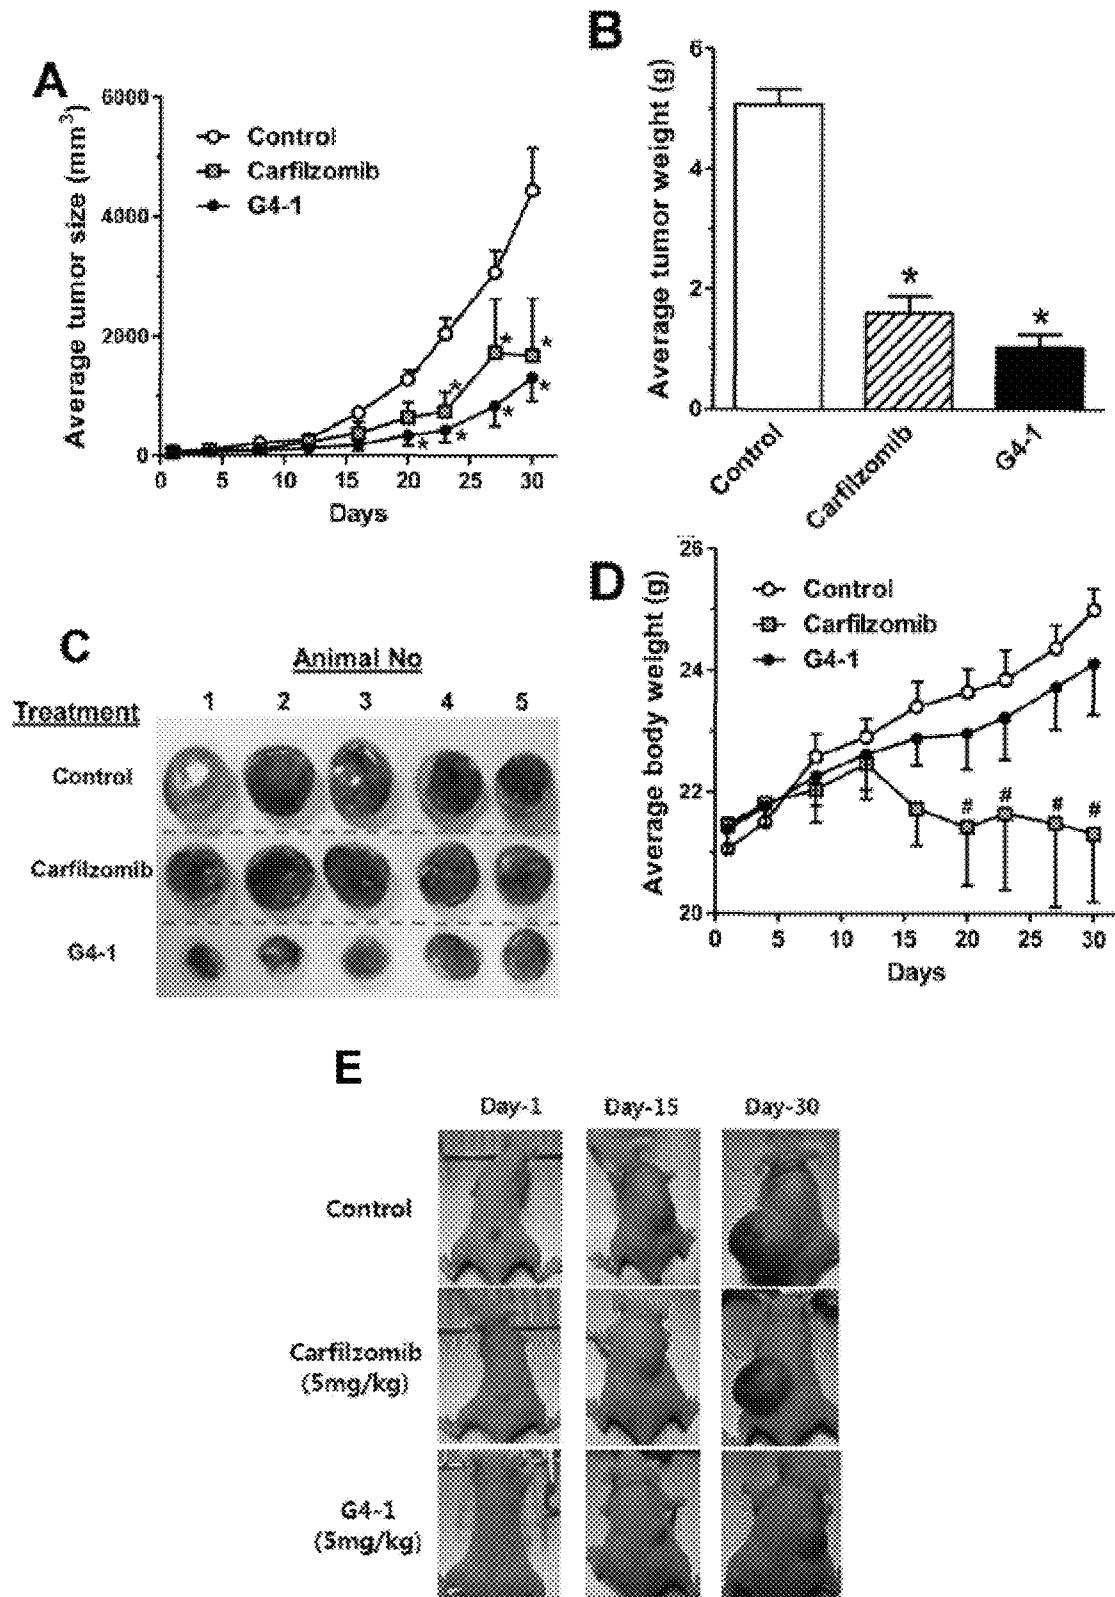 A
Average tumor size (mm3)
6000
4000
2000
0
0 5 10 15 20 25 30
Days
Control
Carfilzomib
G4-1
* * * * * * *
B
Average tumor weight (g)
6
4
2
0
* *
Control
Carfilzomib
G4-1
C
Animal No
1 2 3 4 5
Treatment
Control
Carfilzomib
G4-1
D
Average body weight (g)
26
24
22
20
0 5 10 15 20 25 30
Days
Control
Carfilzomib
G4-1
# # # #
E
Day-1 Day-15 Day-30
Control
Carfilzomib
(5mg/kg)
G4-1
(5mg/kg)